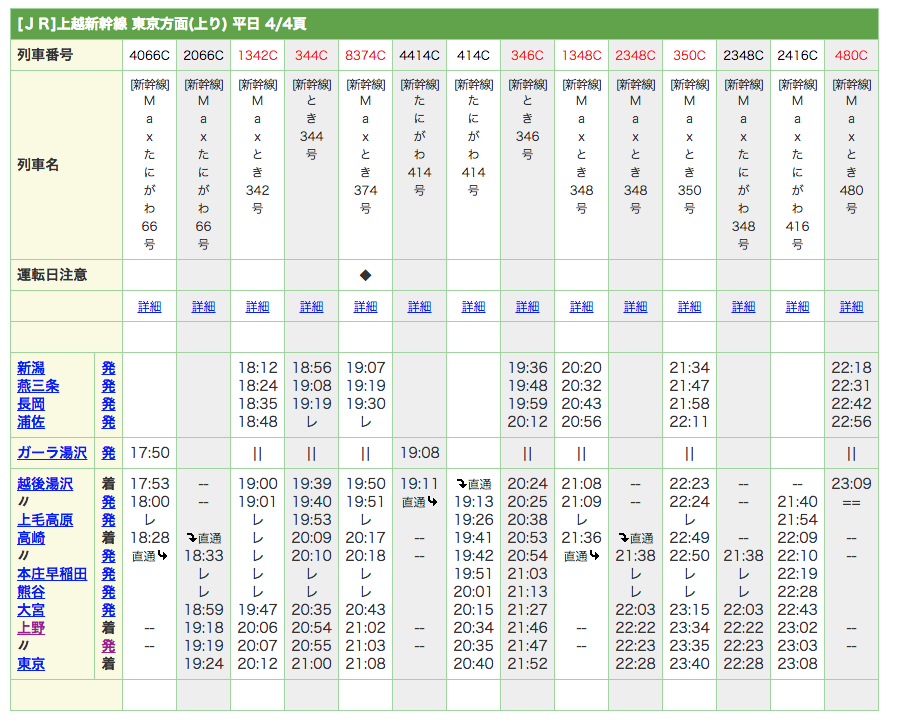 [ＪＲ]上越新幹線 東京方面(上り) 平日 4/4頁
列車番号 4066C 2066C 1342C 344C 8374C 4414C 414C 346C 1348C 2348C 350C 2348C 2416C 480C
列車名
[新幹線]Ｍａｘたにがわ66号
[新幹線]Ｍａｘたにがわ66号
[新幹線]Ｍａｘとき342号
[新幹線]とき344号
[新幹線]Ｍａｘとき374号
[新幹線]たにがわ414号
[新幹線]たにがわ414号
[新幹線]とき346号
[新幹線]Ｍａｘとき348号
[新幹線]Ｍａｘとき348号
[新幹線]Ｍａｘとき350号
[新幹線]Ｍａｘたにがわ348号
[新幹線]Ｍａｘたにがわ416号
[新幹線]Ｍａｘとき480号
運転日注意 ◆
詳細 詳細 詳細 詳細 詳細 詳細 詳細 詳細 詳細 詳細 詳細 詳細 詳細 詳細
新潟 発 18:12 18:56 19:07 19:36 20:20 21:34 22:18
燕三条 発 18:24 19:08 19:19 19:48 20:32 21:47 22:31
長岡 発 18:35 19:19 19:30 19:59 20:43 21:58 22:42
浦佐 発 18:48 レ レ 20:12 20:56 22:11 22:56
ガーラ湯沢 発 17:50 || || || 19:08 || || || ||
越後湯沢 着 17:53 -- 19:00 19:39 19:50 19:11 ↴直通 20:24 21:08 -- 22:23 -- -- 23:09
〃 発 18:00 -- 19:01 19:40 19:51 直通⤷ 19:13 20:25 21:09 -- 22:24 -- 21:40 ==
上毛高原 発 レ レ 19:53 レ 19:26 20:38 レ レ 21:54
高崎 着 18:28 ↴直通 レ 20:09 20:17 -- 19:41 20:53 21:36 ↴直通 22:49 -- 22:09 --
〃 発 直通⤷ 18:33 レ 20:10 20:18 -- 19:42 20:54 直通⤷ 21:38 22:50 21:38 22:10 --
本庄早稲田 発 レ レ レ レ 19:51 21:03 レ レ レ 22:19
熊谷 発 レ レ レ レ 20:01 21:13 レ レ レ 22:28
大宮 発 18:59 19:47 20:35 20:43 20:15 21:27 22:03 23:15 22:03 22:43
上野 着 -- 19:18 20:06 20:54 21:02 -- 20:34 21:46 -- 22:22 23:34 22:22 23:02 --
〃 発 -- 19:19 20:07 20:55 21:03 -- 20:35 21:47 -- 22:23 23:35 22:23 23:03 --
東京 着 19:24 20:12 21:00 21:08 20:40 21:52 22:28 23:40 22:28 23:08